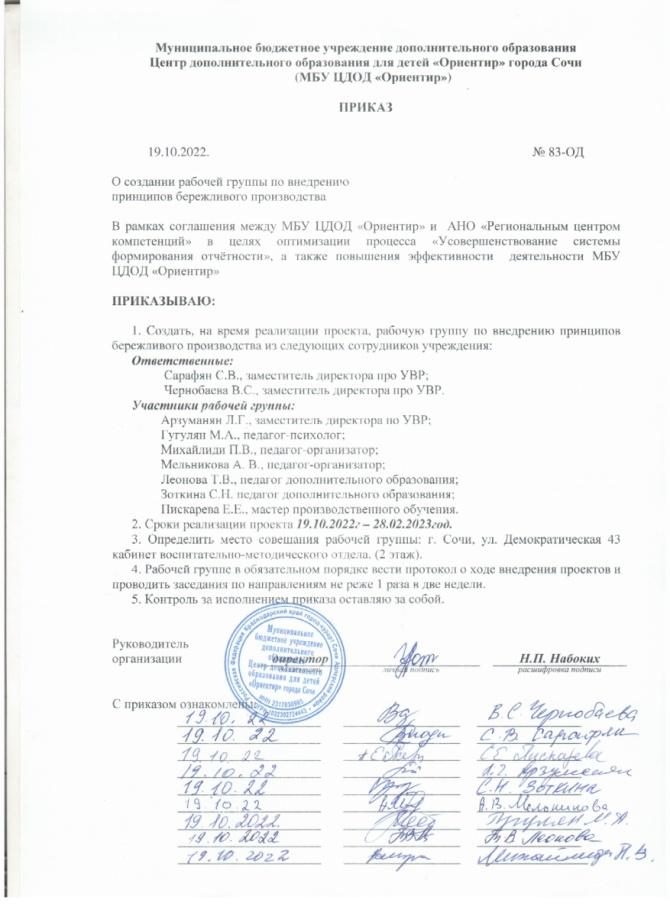 Муниципальное бюджетное учреждение дополнительного образования
Центр дополнительного образования для детей «Ориентир» города Сочи
(МБУ ЦДОД «Ориентир»)
ПРИКАЗ
19.10.2022. № 83-ОД
О создании рабочей группы по внедрению
принципов бережливого производства
В рамках соглашения между МБУ ЦДОД «Ориентир» и АНО «Региональным центром
компетенций» в целях оптимизации процесса «Усовершенствование системы
формирования отчётности», а также повышения эффективности деятельности МБУ
ЦДОД «Ориентир»
ПРИКАЗЫВАЮ:
1. Создать, на время реализации проекта, рабочую группу по внедрению принципов
бережливого производства из следующих сотрудников учреждения:
Ответственные:
Сарафян С.В., заместитель директора про УВР;
Чернобаева В.С., заместитель директора про УВР.
Участники рабочей группы:
Арзуманян Л.Г., заместитель директора по УВР;
Гугулян М.А., педагог-психолог;
Михайлиди П.В., педагог-организатор;
Мельникова А. В., педагог-организатор;
Леонова Т.В., педагог дополнительного образования;
Зоткина С.Н. педагог дополнительного образования;
Пискарева Е.Е., мастер производственного обучения.
2. Сроки реализации проекта 19.10.2022г – 28.02.2023год.
3. Определить место совещания рабочей группы: г. Сочи, ул. Демократическая 43
кабинет воспитательно-методического отдела. (2 этаж).
4. Рабочей группе в обязательном порядке вести протокол о ходе внедрения проектов и
проводить заседания по направлениям не реже 1 раза в две недели.
5. Контроль за исполнением приказа оставляю за собой.
Муниципальное
бюджетное учреждение
дополнительного
образования
Центр дополнительного
образования для детей
«Ориентир» города Сочи
Руководитель
организации директор Н.П. Набоких
личная подпись расшифровка подписи
С приказом ознакомлены:
19.10.22 В.С. Чернобаева
19.10.22 С.В. Сарафян
19.10.22 Пискарева
19.10.22 Арзуманян
19.10.22 С.Н. Зоткина
19.10.22 А.В. Мельникова
19.10.2022. Гугулян М.А.
19.10.2022 Т.В. Леонова
19.10.2022 Михайлиди П.В.